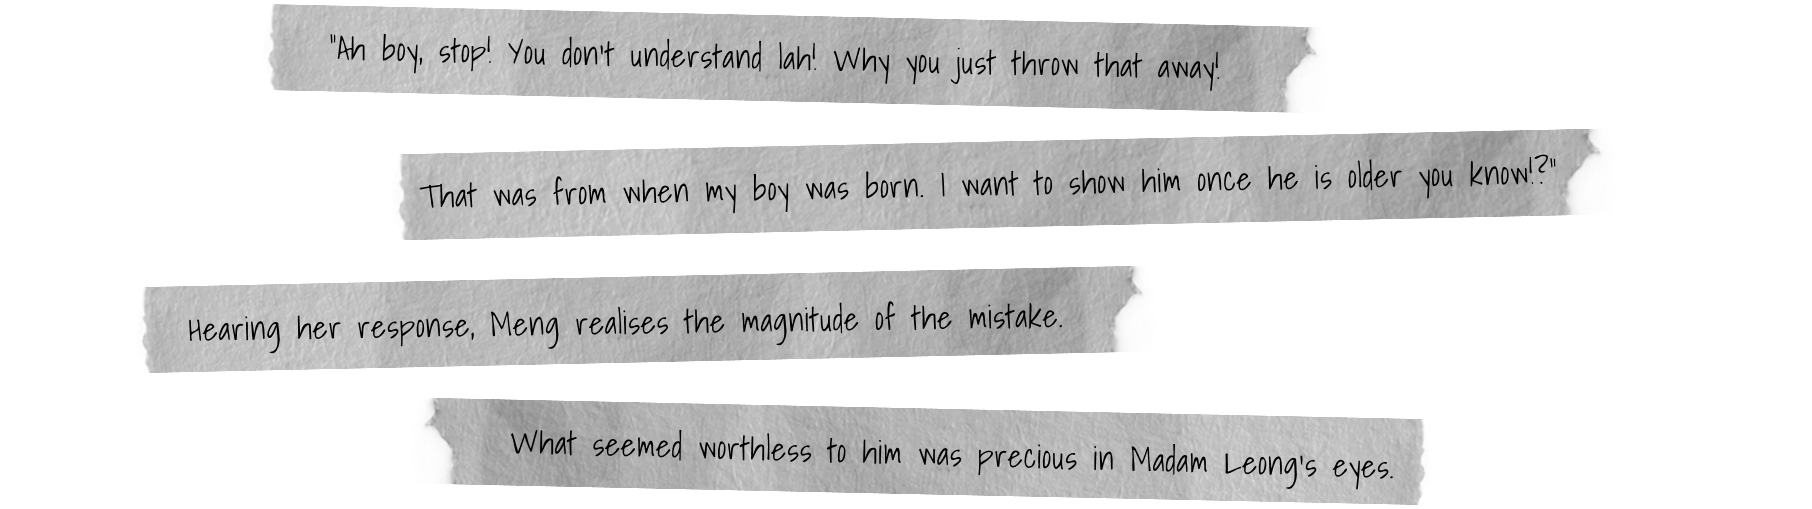 "Ah boy, stop! You don't understand lah! Why you just throw that away!
That was from when my boy was born. I want to show him once he is older you know!?"
Hearing her response, Meng realises the magnitude of the mistake.
What seemed worthless to him was precious in Madam Leong's eyes.